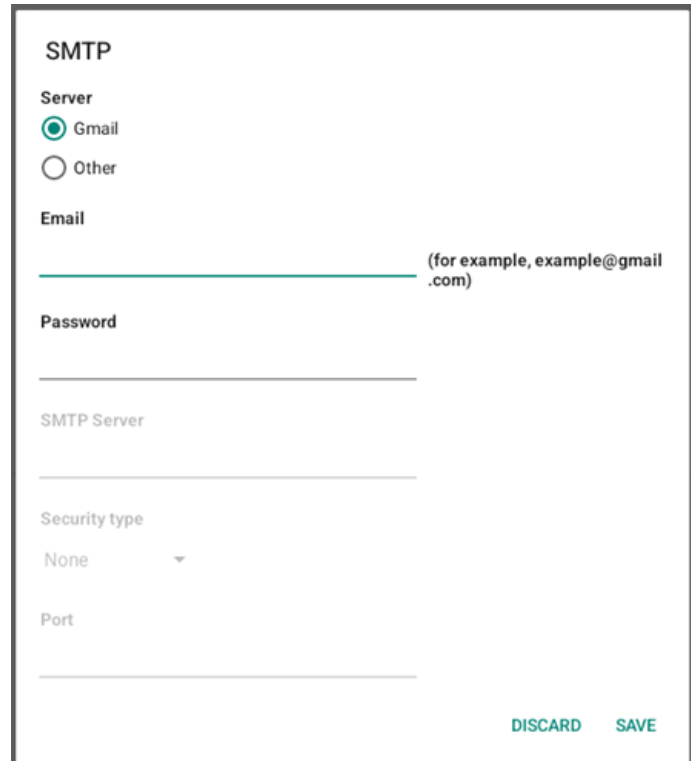 SMTP
Server
Gmail
Other
Email
(for example, example@gmail
.com)
Password
SMTP Server
Security type
None
Port
DISCARD SAVE